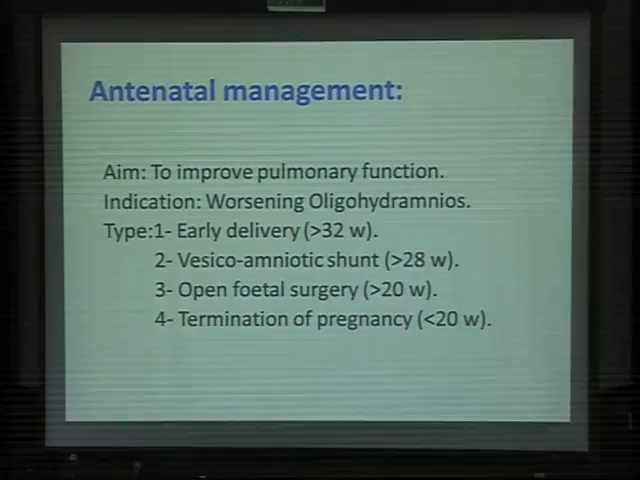 Antenatal management:
Aim: To improve pulmonary function.
Indication: Worsening Oligohydramnios.
Type:1- Early delivery (>32 w).
2- Vesico-amniotic shunt (>28 w).
3- Open foetal surgery (>20 w).
4- Termination of pregnancy (<20 w).